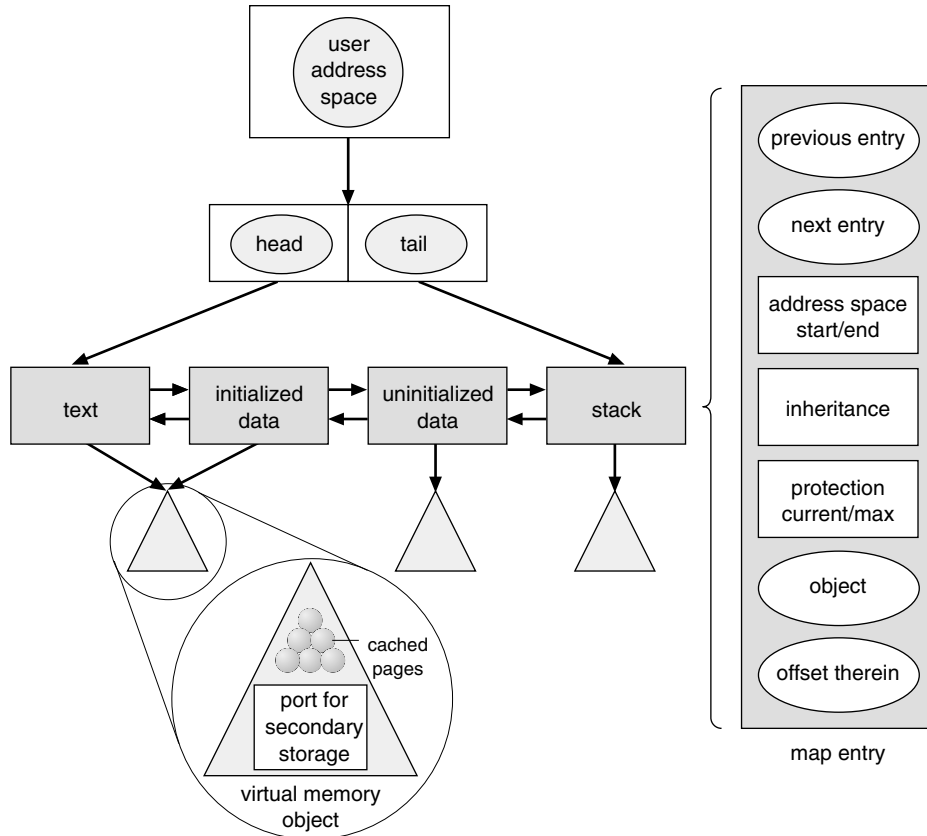 user
address
space
head
tail
text
initialized
data
uninitialized
data
stack
cached
pages
port for
secondary
storage
virtual memory
object
previous entry
next entry
address space
start/end
inheritance
protection
current/max
object
offset therein
map entry